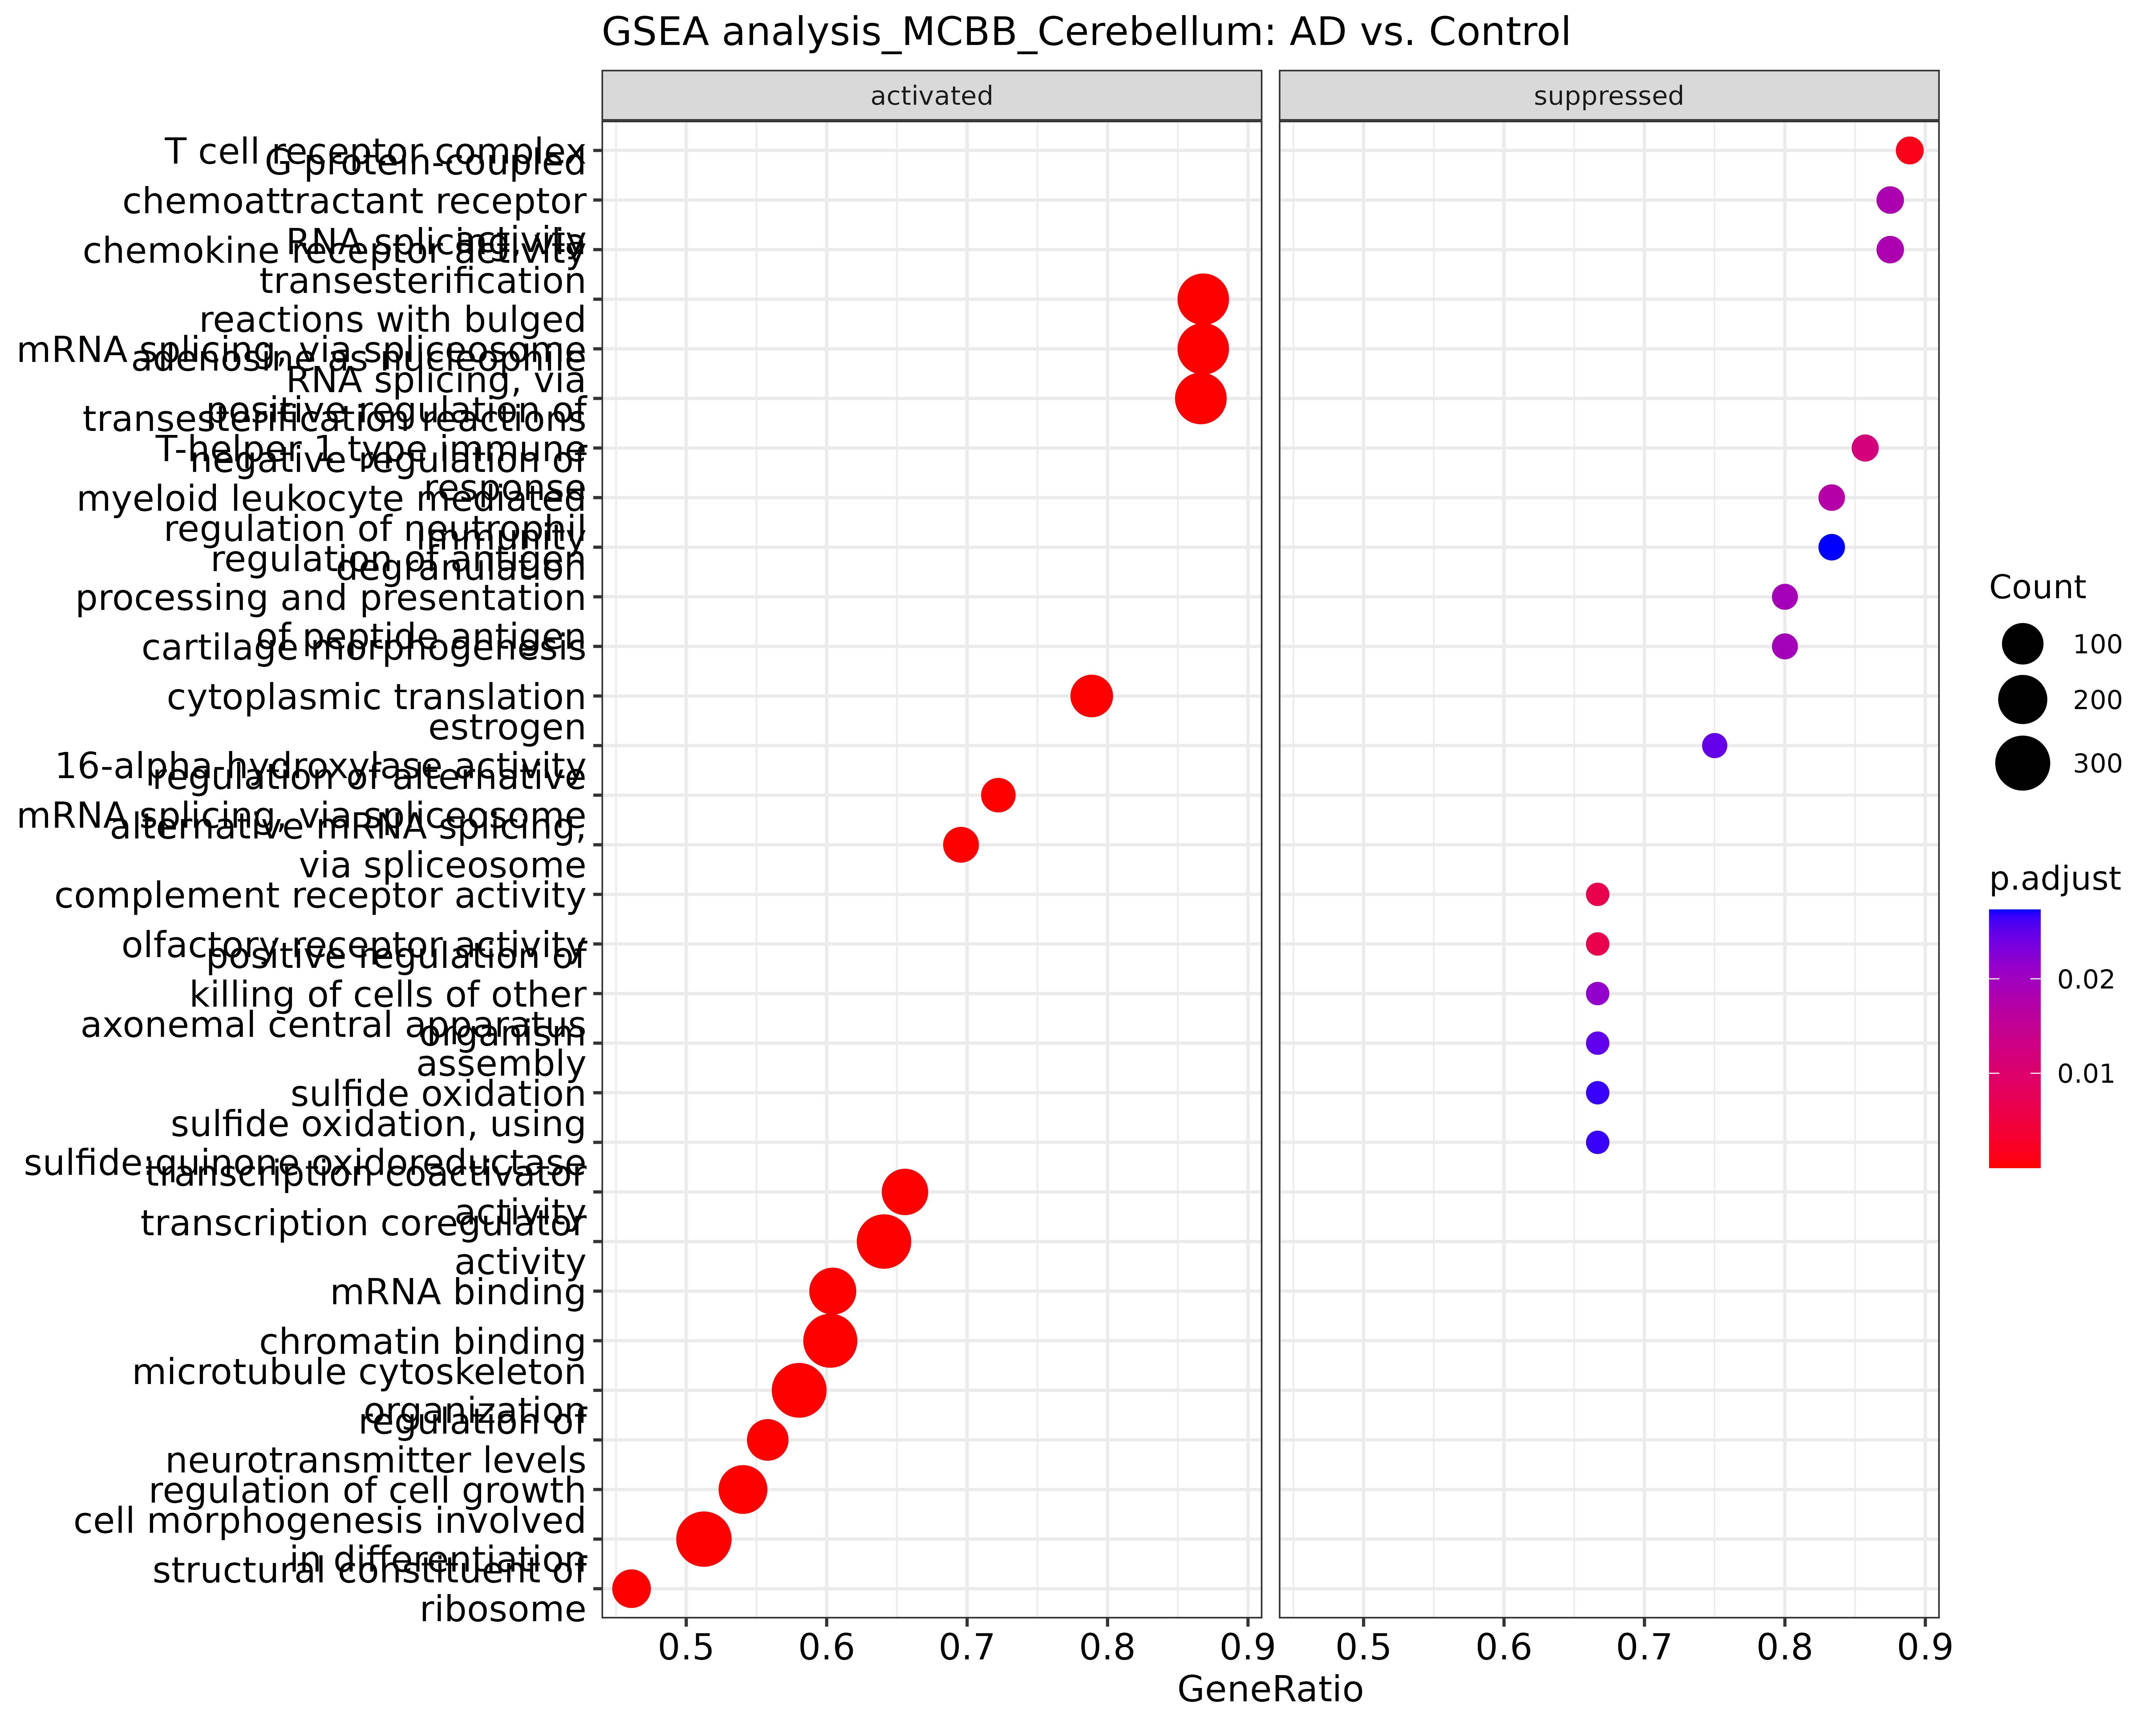 GSEA analysis_MCBB_Cerebellum: AD vs. Control
activated
suppressed
T cell receptor complex
G protein-coupled
chemoattractant receptor
activity
chemokine receptor activity
RNA splicing, via
transesterification
reactions with bulged
adenosine as nucleophile
mRNA splicing, via spliceosome
RNA splicing, via
transesterification reactions
positive regulation of
T-helper 1 type immune
response
negative regulation of
myeloid leukocyte mediated
immunity
regulation of neutrophil
degranulation
regulation of antigen
processing and presentation
of peptide antigen
cartilage morphogenesis
cytoplasmic translation
estrogen
16-alpha-hydroxylase activity
regulation of alternative
mRNA splicing, via spliceosome
alternative mRNA splicing,
via spliceosome
complement receptor activity
olfactory receptor activity
positive regulation of
killing of cells of other
organism
axonemal central apparatus
assembly
sulfide oxidation
sulfide oxidation, using
sulfide:quinone oxidoreductase
transcription coactivator
activity
transcription coregulator
activity
mRNA binding
chromatin binding
microtubule cytoskeleton
organization
regulation of
neurotransmitter levels
regulation of cell growth
cell morphogenesis involved
in differentiation
structural constituent of
ribosome
0.5 0.6 0.7 0.8 0.9
0.5 0.6 0.7 0.8 0.9
GeneRatio
Count
100
200
300
p.adjust
0.02
0.01